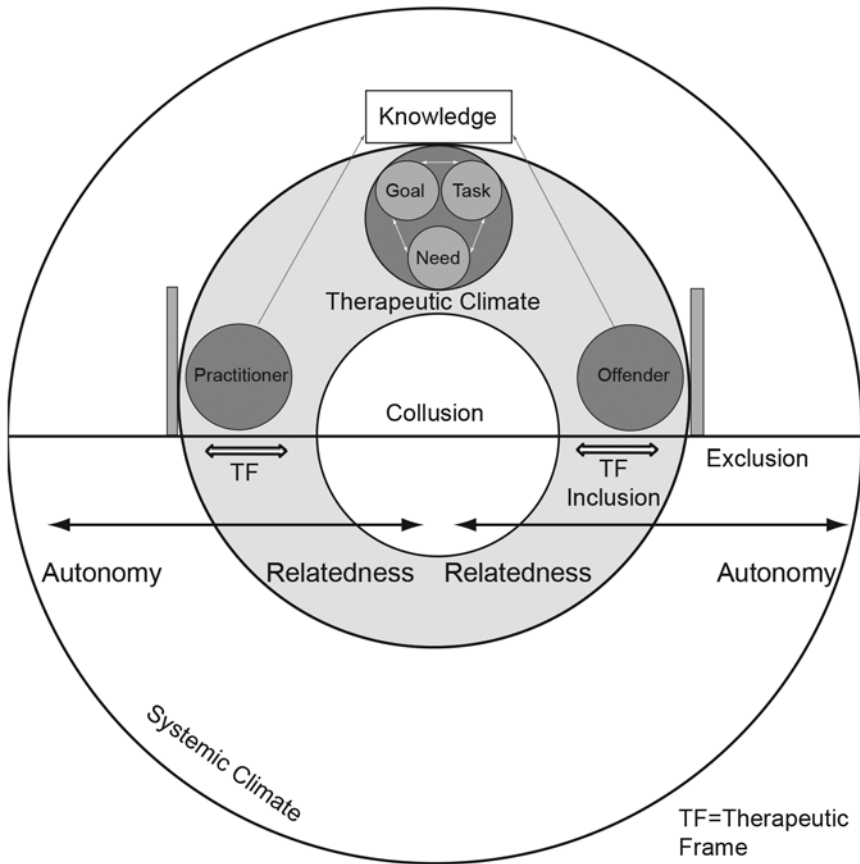 Knowledge
Goal Task
Need
Therapeutic Climate
Practitioner
Offender
Collusion
TF
TF
Exclusion
Inclusion
Autonomy
Relatedness
Relatedness
Autonomy
Systemic Climate
TF=Therapeutic
Frame